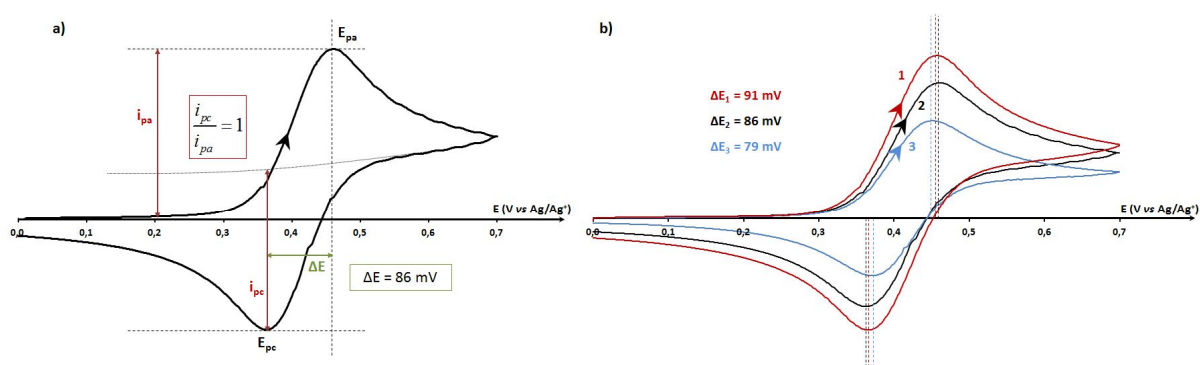 a)
E_pa
i_pa
i_pc / i_pa = 1
E (V vs Ag/Ag⁺)
0,0 0,1 0,2 0,3 0,4 0,5 0,6 0,7
ΔE
i_pc
ΔE = 86 mV
E_pc
b)
1
ΔE₁ = 91 mV
2
ΔE₂ = 86 mV
3
ΔE₃ = 79 mV
E (V vs Ag/Ag⁺)
0,0 0,1 0,2 0,3 0,4 0,5 0,6 0,7